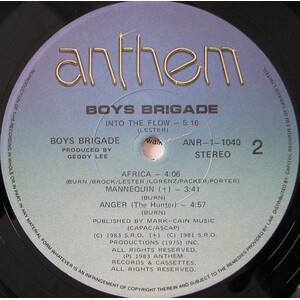 anthem
BOYS BRIGADE
INTO THE FLOW – 5:16
(LESTER)
BOYS BRIGADE
PRODUCED BY
GEDDY LEE
Walk
ANR-1-1040
STEREO
2
AFRICA – 4:06
(BURN/BROCK/LESTER/LORENZ/PACKER/PORTER)
MANNEQUIN (+) – 3:41
(BURN)
ANGER (The Hunter) – 4:57
(BURN)
PUBLISHED BY MARK-CAIN MUSIC
(CAPAC/ASCAP)
(C) 1983 S.R.O. (+) (C) 1981 S.R.O.
PRODUCTIONS (1975) INC.
ALL RIGHTS RESERVED.
(P) 1983 ANTHEM
RECORDS & CASSETTES.
ALL RIGHTS RESERVED.